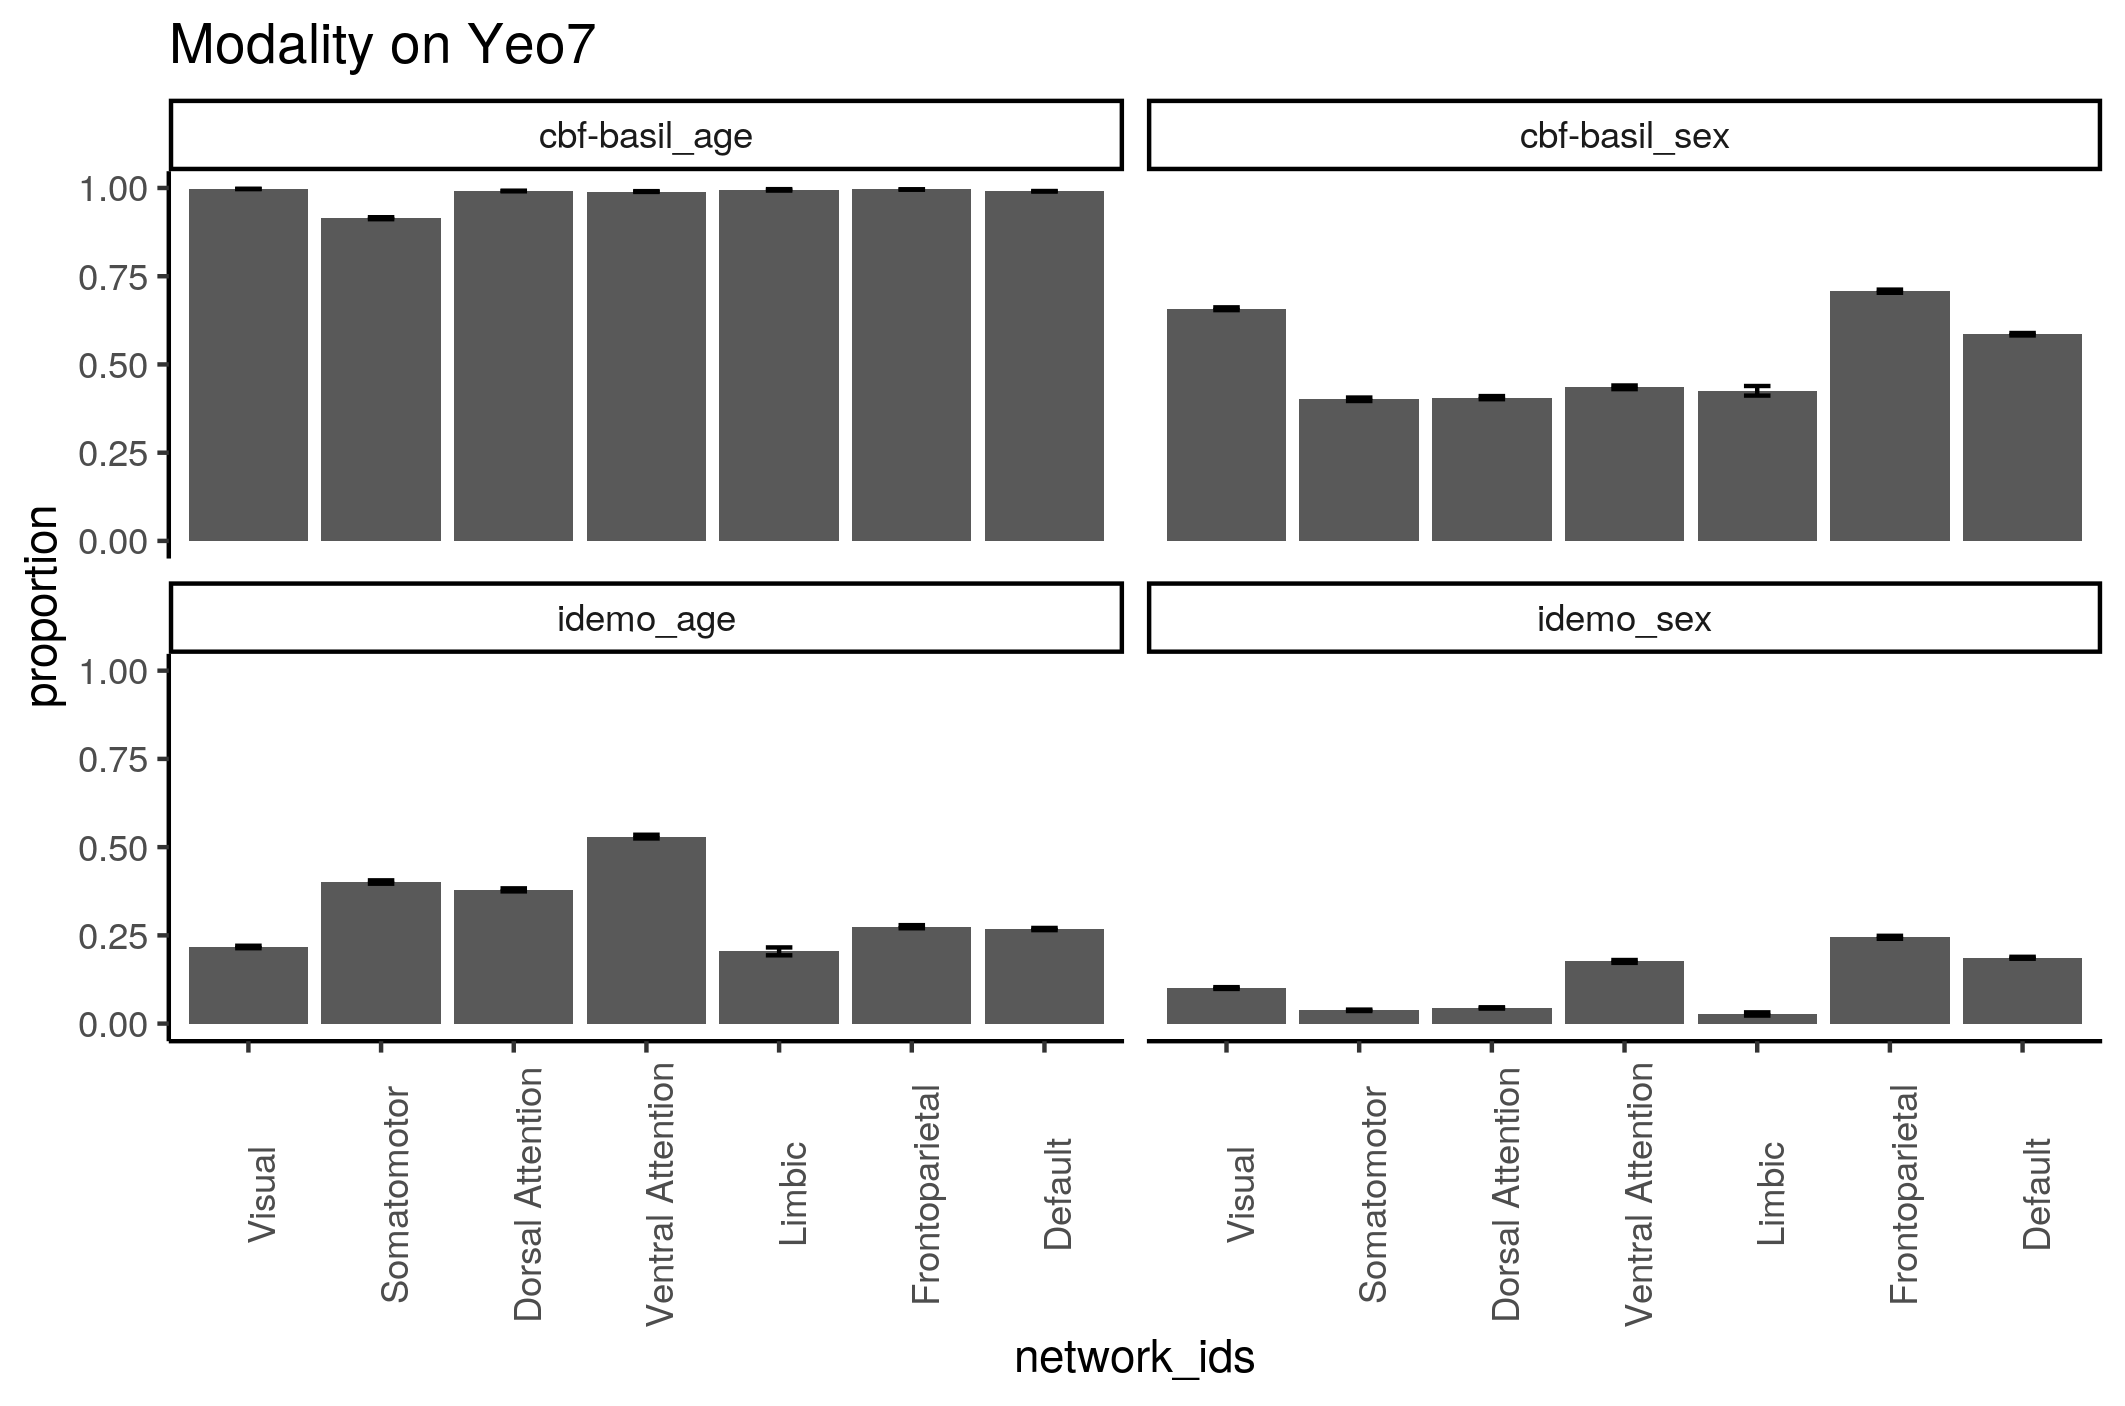 Modality on Yeo7
cbf-basil_age
cbf-basil_sex
1.00
0.75
0.50
0.25
0.00
idemo_age
idemo_sex
1.00
0.75
0.50
0.25
0.00
proportion
Visual
Somatomotor
Dorsal Attention
Ventral Attention
Limbic
Frontoparietal
Default
Visual
Somatomotor
Dorsal Attention
Ventral Attention
Limbic
Frontoparietal
Default
network_ids